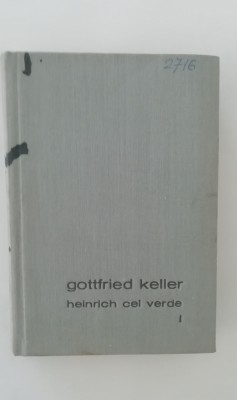 2716
gottfried keller
heinrich cel verde
I